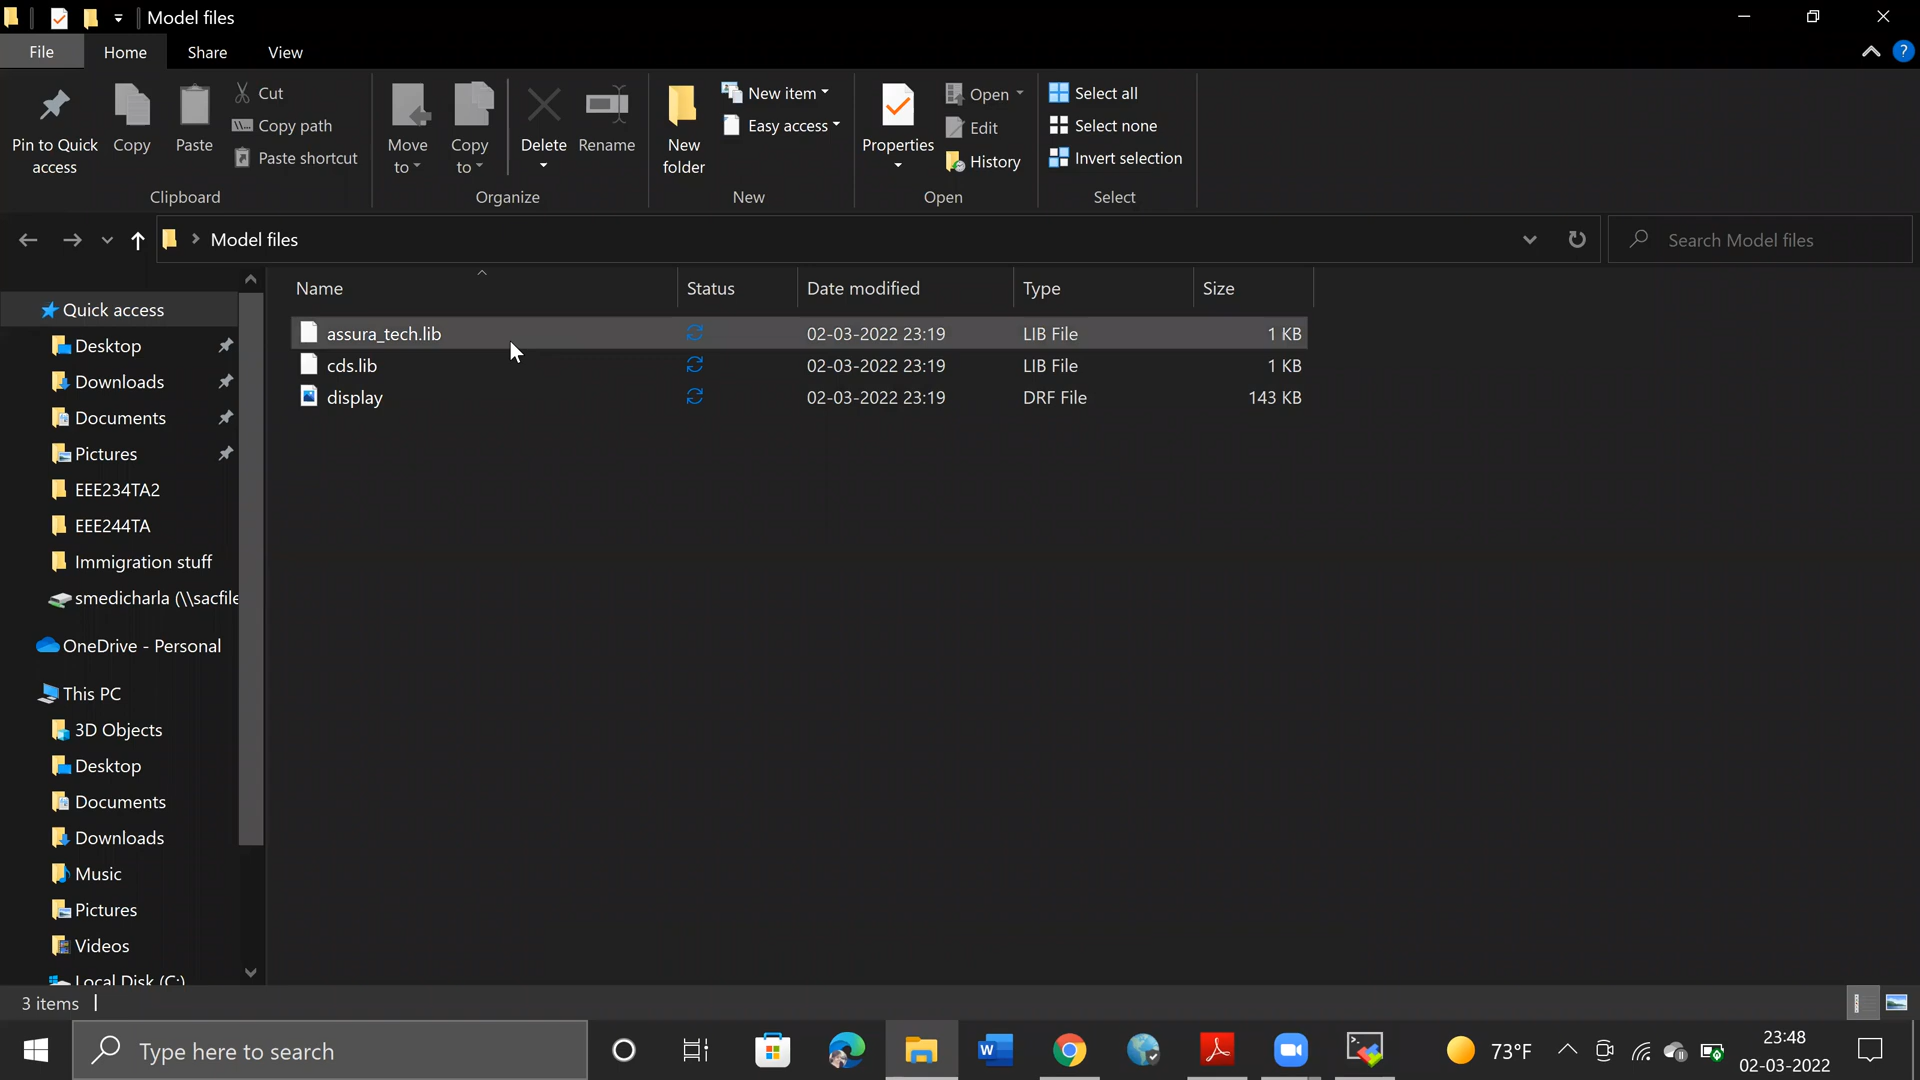 Model files
File Home Share View
Pin to Quick access
Copy
Paste
Cut
Copy path
Paste shortcut
Clipboard
Move to
Copy to
Delete
Rename
Organize
New folder
New item
Easy access
New
Properties
Open
Edit
History
Open
Select all
Select none
Invert selection
Select
Model files
Search Model files
Name Status Date modified Type Size
assura_tech.lib 02-03-2022 23:19 LIB File 1 KB
cds.lib 02-03-2022 23:19 LIB File 1 KB
display 02-03-2022 23:19 DRF File 143 KB
Quick access
Desktop
Downloads
Documents
Pictures
EEE234TA2
EEE244TA
Immigration stuff
smedicharla (\\sacfile
OneDrive - Personal
This PC
3D Objects
Desktop
Documents
Downloads
Music
Pictures
Videos
Local Disk (C:)
3 items
Type here to search
73°F
23:48
02-03-2022